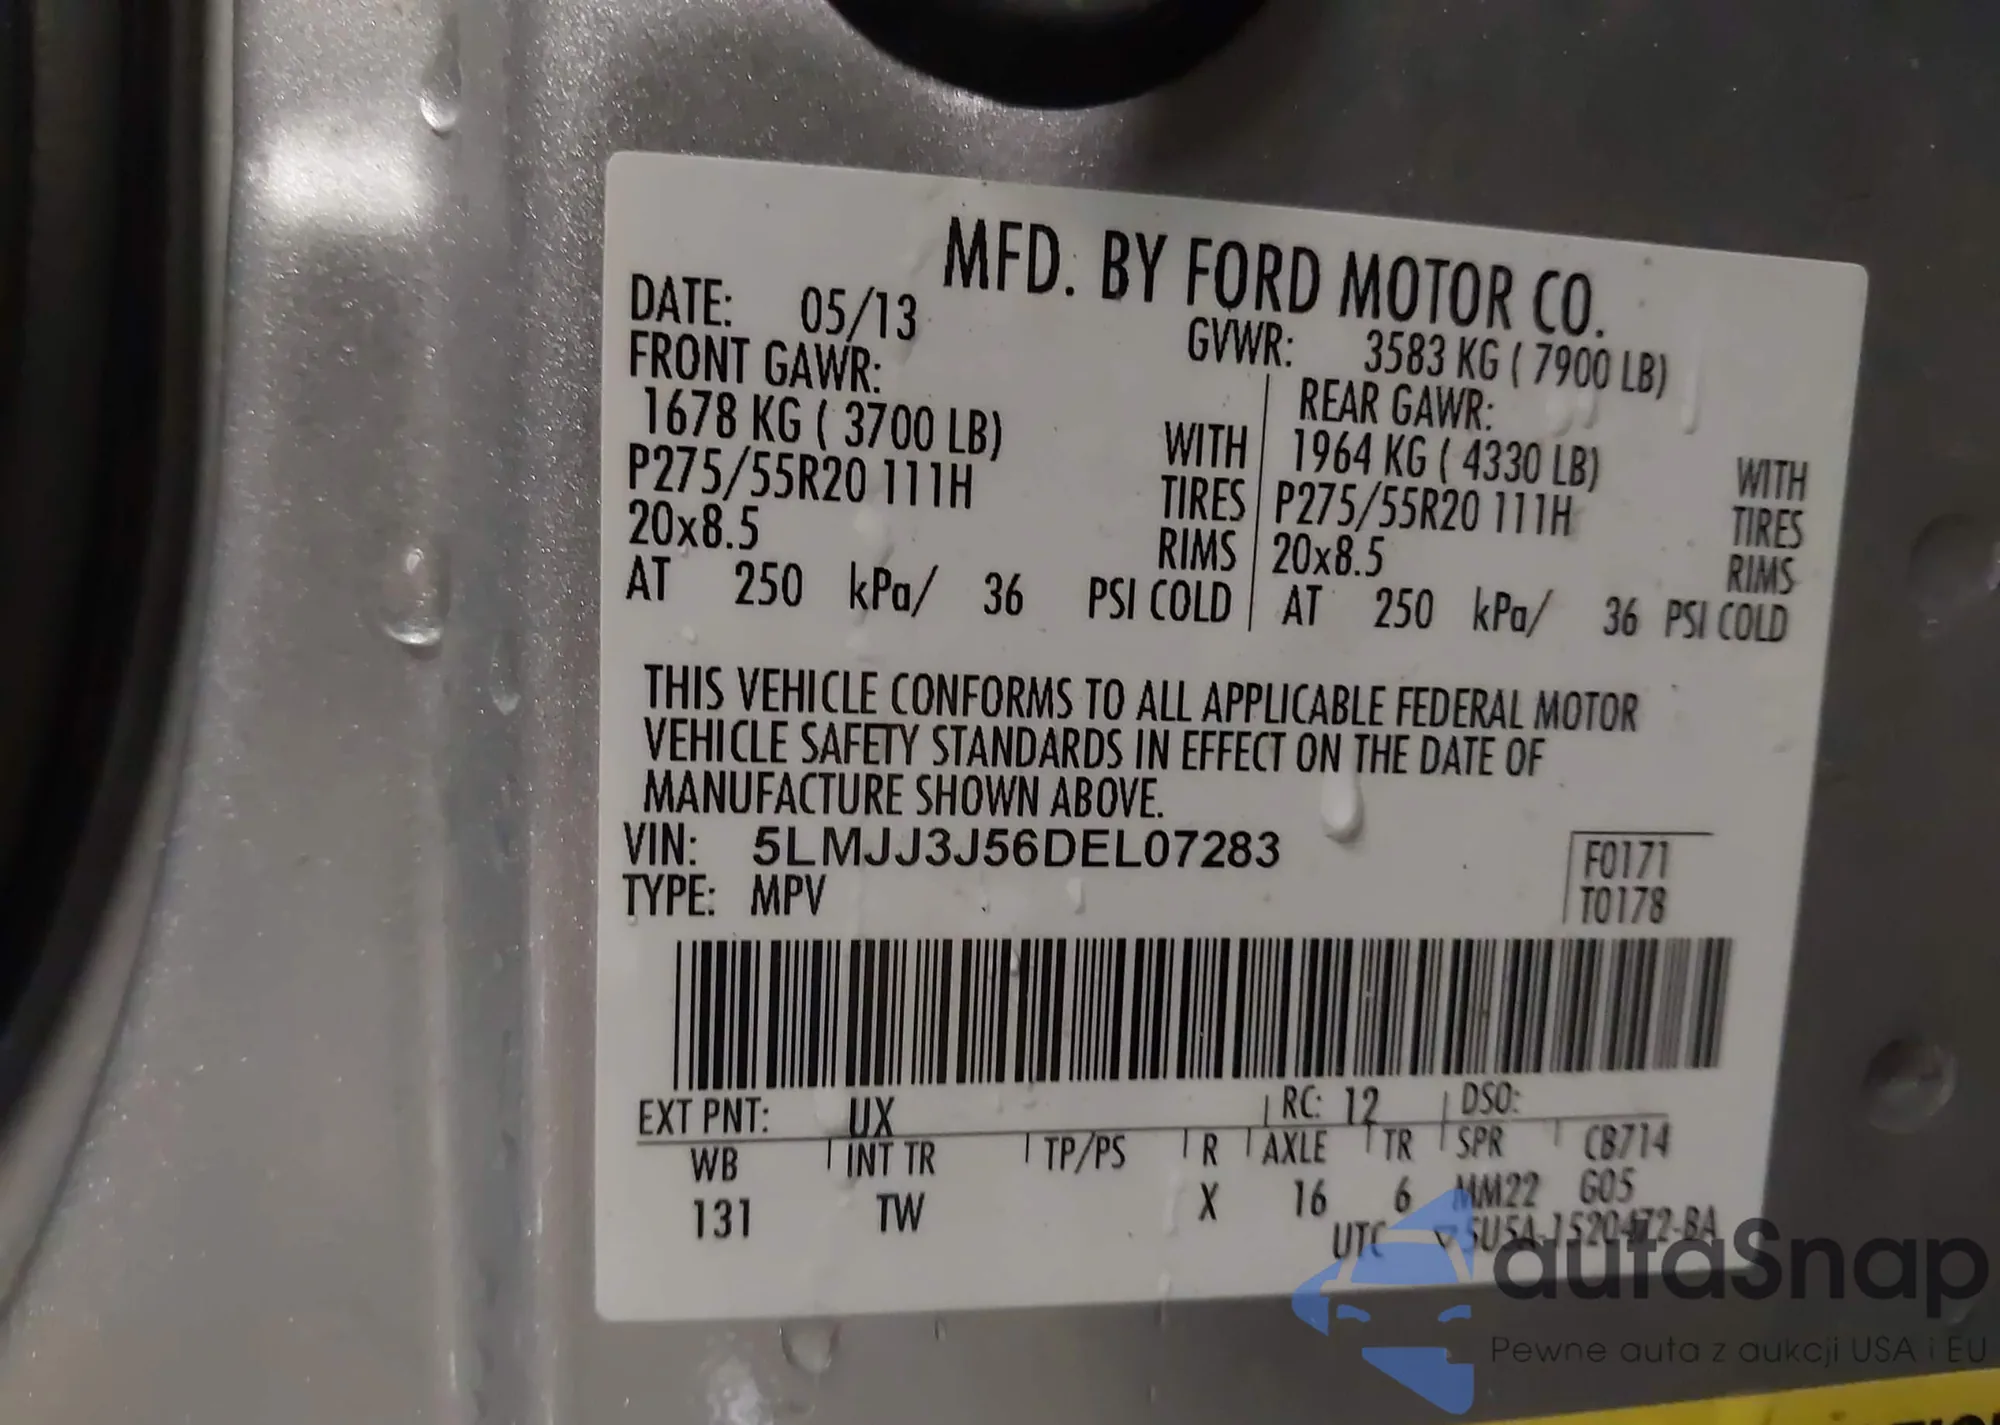 MFD. BY FORD MOTOR CO.
DATE: 05/13
GVWR: 3583 KG ( 7900 LB)
FRONT GAWR:
REAR GAWR:
1678 KG ( 3700 LB) WITH
1964 KG ( 4330 LB) WITH
P275/55R20 111H TIRES
P275/55R20 111H TIRES
20x8.5 RIMS
20x8.5 RIMS
AT 250 kPa/ 36 PSI COLD
AT 250 kPa/ 36 PSI COLD
THIS VEHICLE CONFORMS TO ALL APPLICABLE FEDERAL MOTOR
VEHICLE SAFETY STANDARDS IN EFFECT ON THE DATE OF
MANUFACTURE SHOWN ABOVE.
VIN: 5LMJJ3J56DEL07283
TYPE: MPV
F0171
T0178
EXT PNT: UX RC: 12 DSO:
WB INT TR TP/PS R AXLE TR SPR CB714
131 TW X 16 6 MM22 G05
UTC ▽5U5A-1520472-BA
autaSnap
Pewne auta z aukcji USA i EU